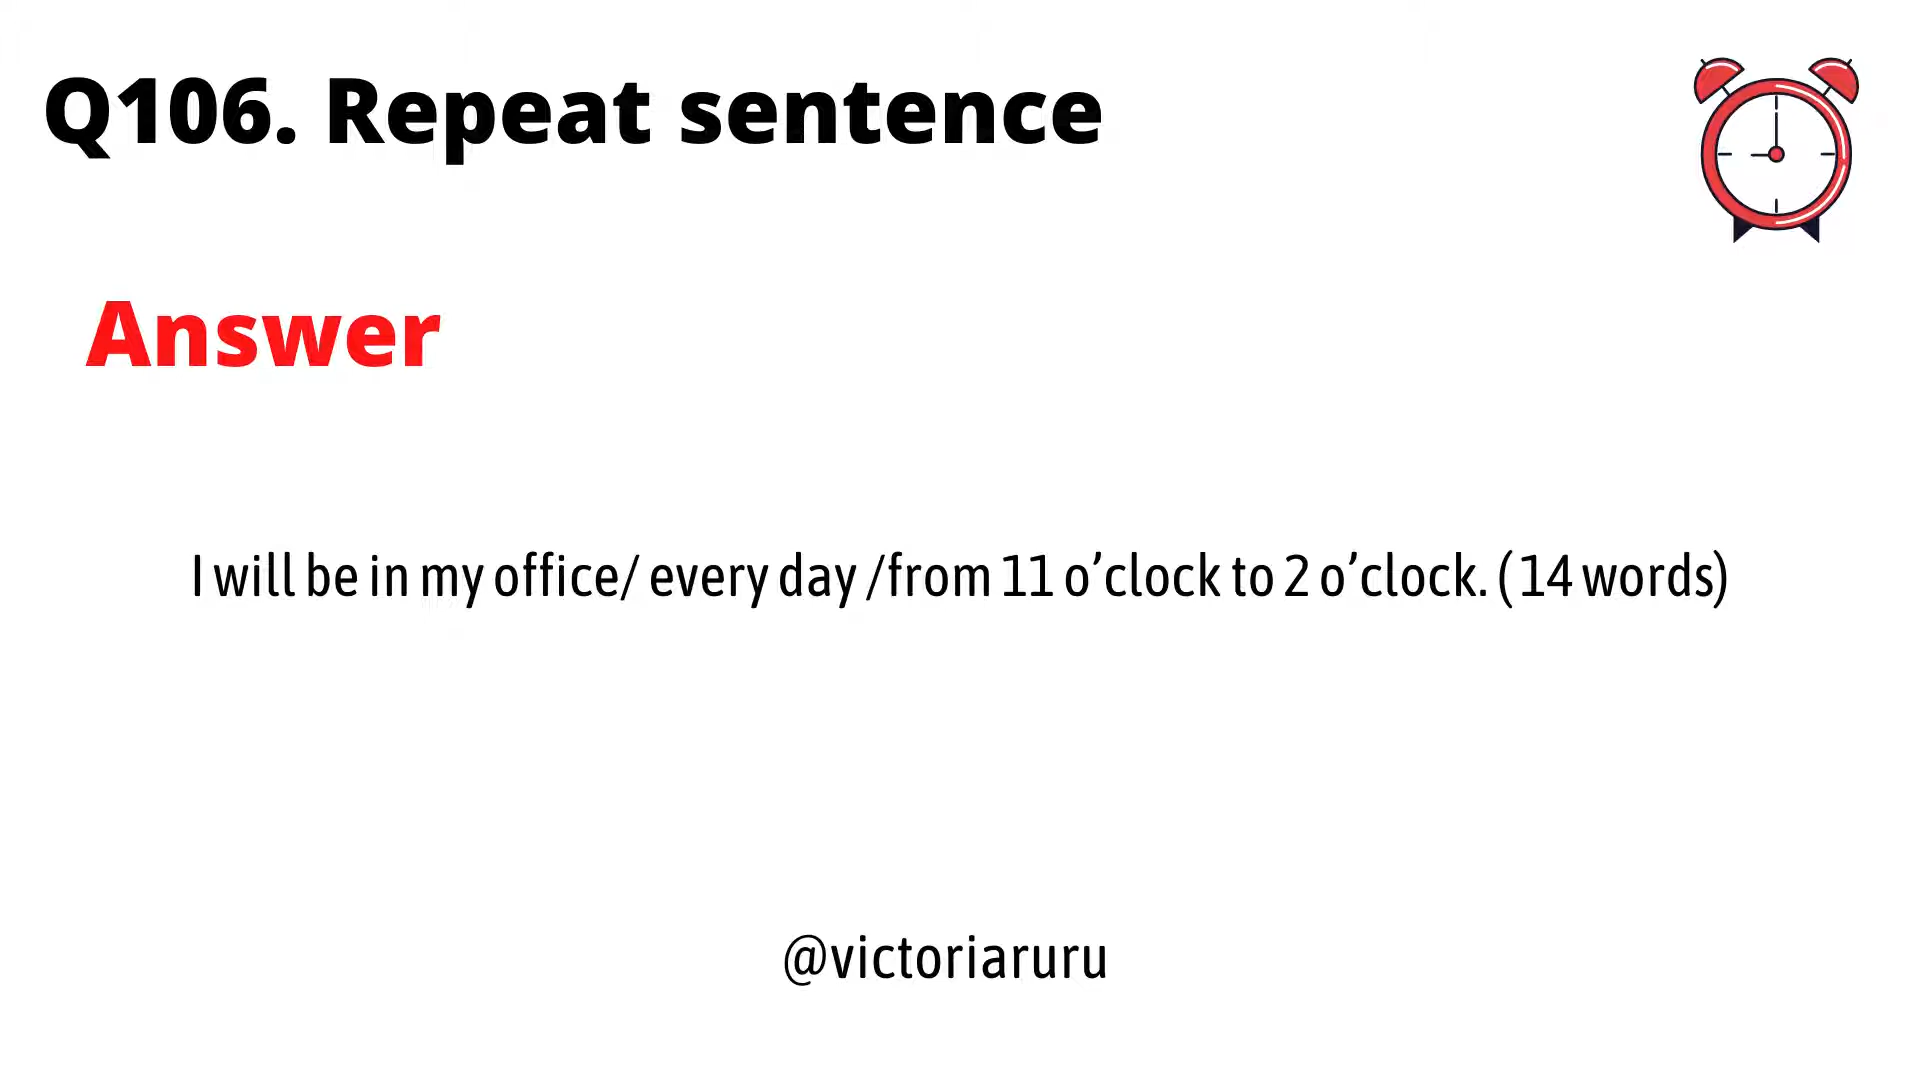 Q106. Repeat sentence
Answer
I will be in my office/ every day /from 11 o’clock to 2 o’clock. (14 words)
@victoriaruru